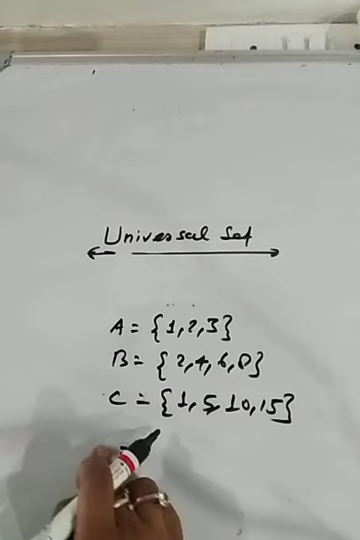 Universal Set
A = {1,2,3}
B = {2,4,6,8}
C = {1,5,10,15}